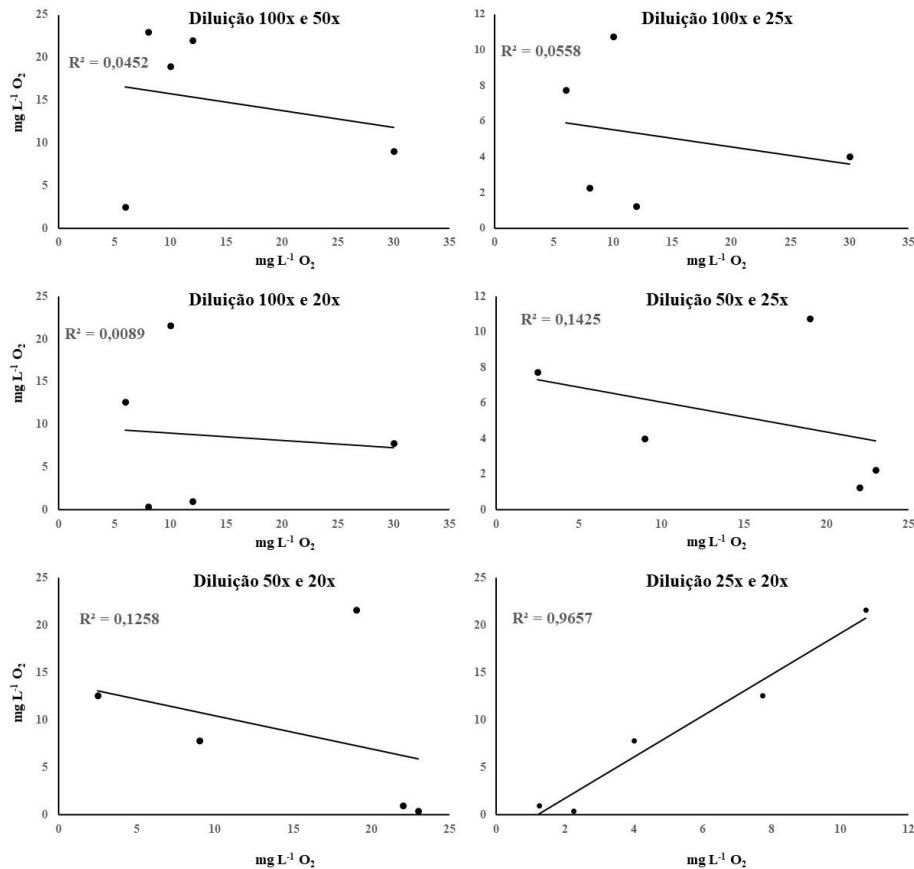 Diluição 100x e 50x
R² = 0,0452
mg L⁻¹ O₂
25
20
15
10
5
0
0 5 10 15 20 25 30 35
mg L⁻¹ O₂
Diluição 100x e 25x
R² = 0,0558
12
10
8
6
4
2
0
0 5 10 15 20 25 30 35
mg L⁻¹ O₂
Diluição 100x e 20x
R² = 0,0089
mg L⁻¹ O₂
25
20
15
10
5
0
0 5 10 15 20 25 30 35
mg L⁻¹ O₂
Diluição 50x e 25x
R² = 0,1425
12
10
8
6
4
2
0
0 5 10 15 20 25
mg L⁻¹ O₂
Diluição 50x e 20x
R² = 0,1258
mg L⁻¹ O₂
25
20
15
10
5
0
0 5 10 15 20 25
mg L⁻¹ O₂
Diluição 25x e 20x
R² = 0,9657
25
20
15
10
5
0
0 2 4 6 8 10 12
mg L⁻¹ O₂